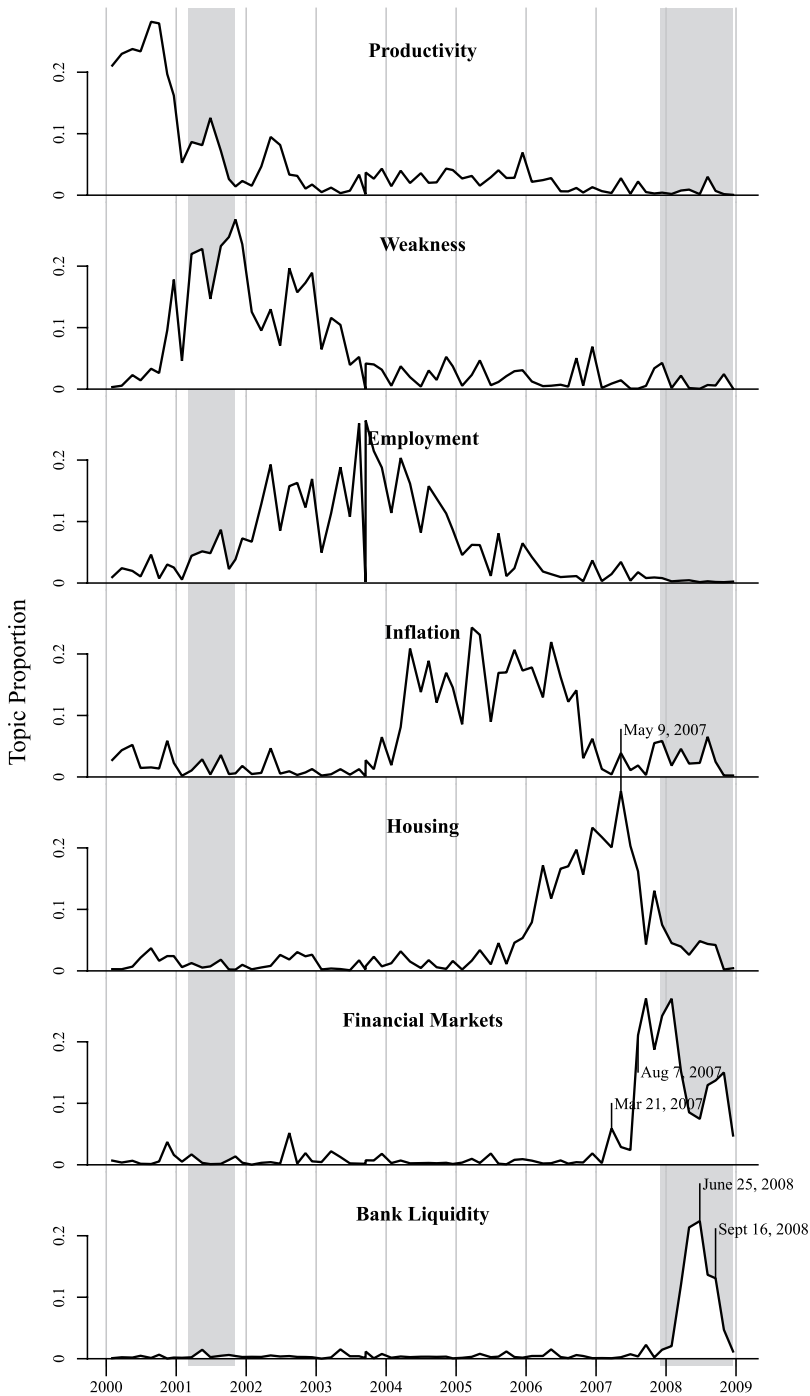 Productivity
0.2
0.1
0
Weakness
0.2
0.1
0
Employment
0.2
0.1
0
Topic Proportion
Inflation
0.2
0.1
0
May 9, 2007
Housing
0.2
0.1
0
Financial Markets
0.2
0.1
0
Aug 7, 2007
Mar 21, 2007
Bank Liquidity
0.2
0.1
0
June 25, 2008
Sept 16, 2008
2000 2001 2002 2003 2004 2005 2006 2007 2008 2009